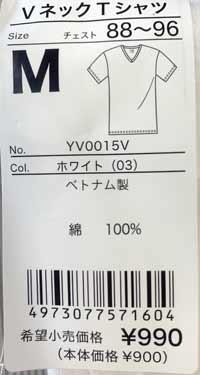 VネックTシャツ
Size チェスト 88〜96
M
No. YV0015V
Col. ホワイト (03)
ベトナム製
綿 100%
4973077571604
希望小売価格 ¥990
(本体価格 ¥900)